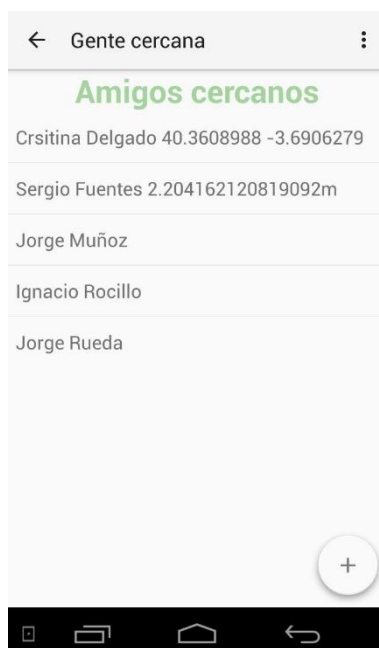 Gente cercana
Amigos cercanos
Crsitina Delgado 40.3608988 -3.6906279
Sergio Fuentes 2.204162120819092m
Jorge Muñoz
Ignacio Rocillo
Jorge Rueda
+